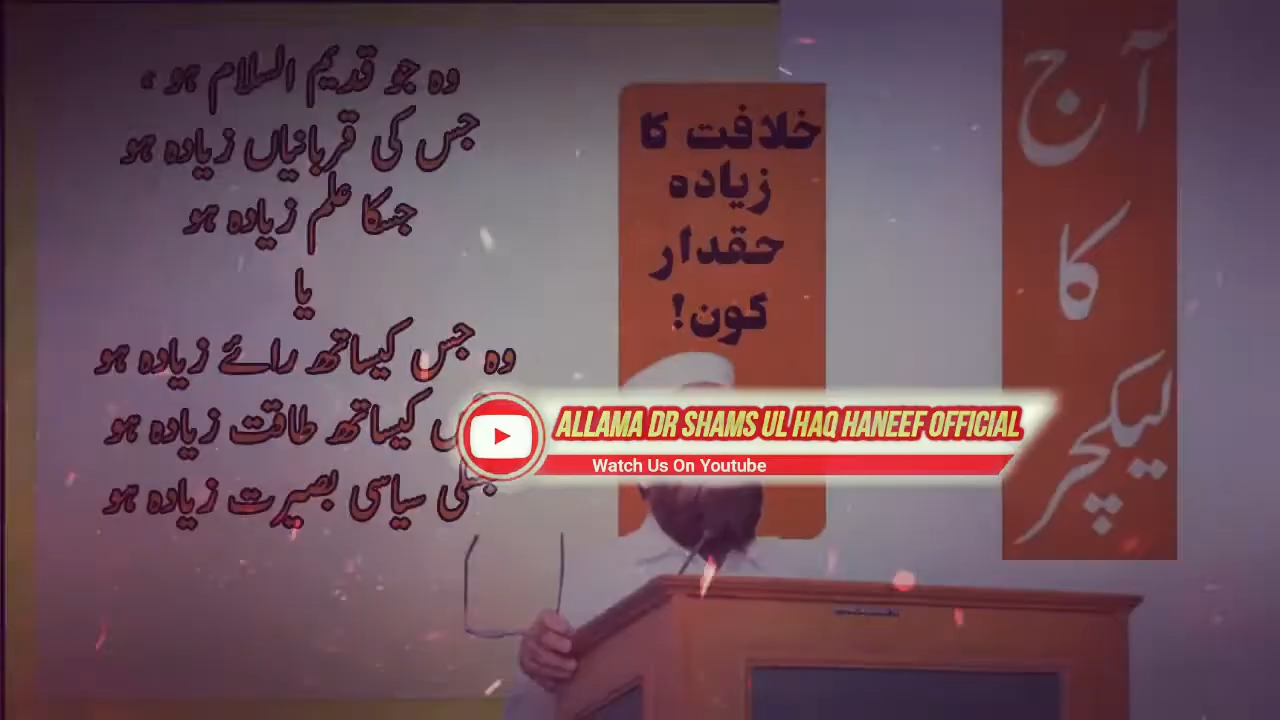 آج
کا
لیکچر
خلافت کا
زیادہ
حقدار
کون!
وہ جو قدیم السلام ہو ،
جس کی قربانیاں زیادہ ہو
جسکا علم زیادہ ہو
یا
وہ جس کیساتھ رائے زیادہ ہو
کیساتھ طاقت زیادہ ہو
سیاسی بصیرت زیادہ ہو
ALLAMA DR SHAMS UL HAQ HANEEF OFFICIAL
Watch Us On Youtube